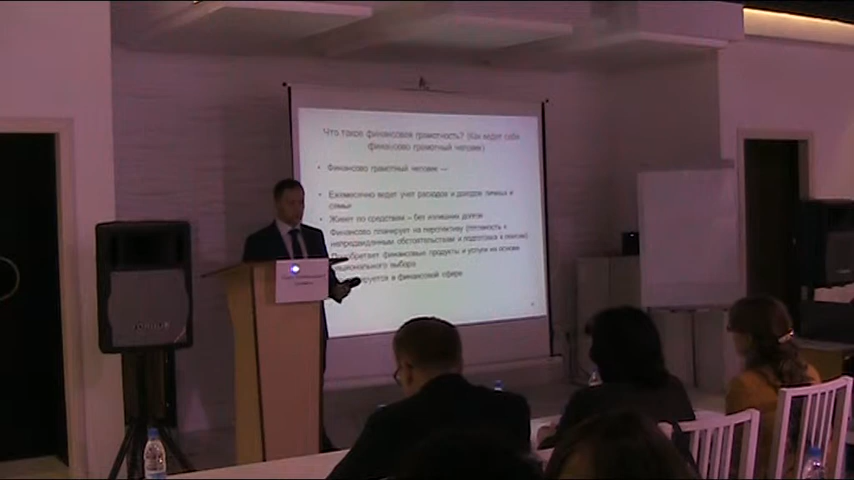 Что такое финансовая грамотность? (Как ведет себя
финансово грамотный человек)
• Финансово грамотный человек —
• Ежемесячно ведет учет расходов и доходов личных и
семьи
• Живет по средствам – без излишних долгов
Финансово планирует на перспективу (готовность к
непредвиденным обстоятельствам и подготовка к пенсии)
финансовые продукты и услуги на основе
рационального выбора
в финансовой сфере